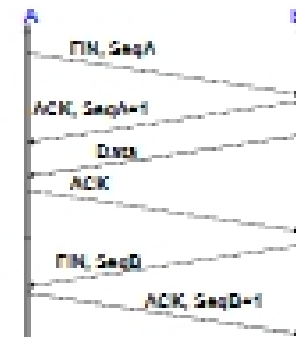 A
FIN, SeqA
ACK, SeqA+1
Data
ACK
FIN, SeqB
ACK, SeqB+1